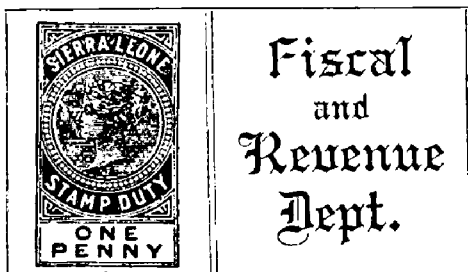 SIERRA-LEONE
STAMP DUTY
ONE
PENNY
Fiscal
and
Revenue
Dept.